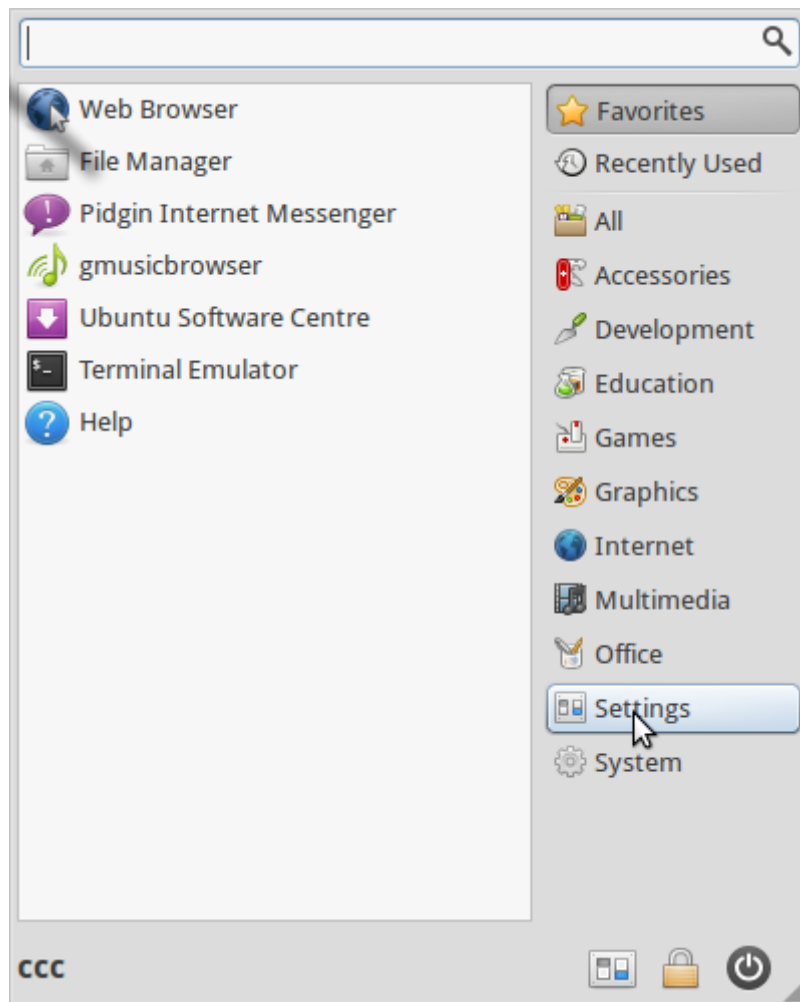 Web Browser
File Manager
Pidgin Internet Messenger
gmusicbrowser
Ubuntu Software Centre
$_
Terminal Emulator
?
Help
Favorites
Recently Used
All
Accessories
Development
Education
Games
Graphics
Internet
Multimedia
Office
Settings
System
ccc